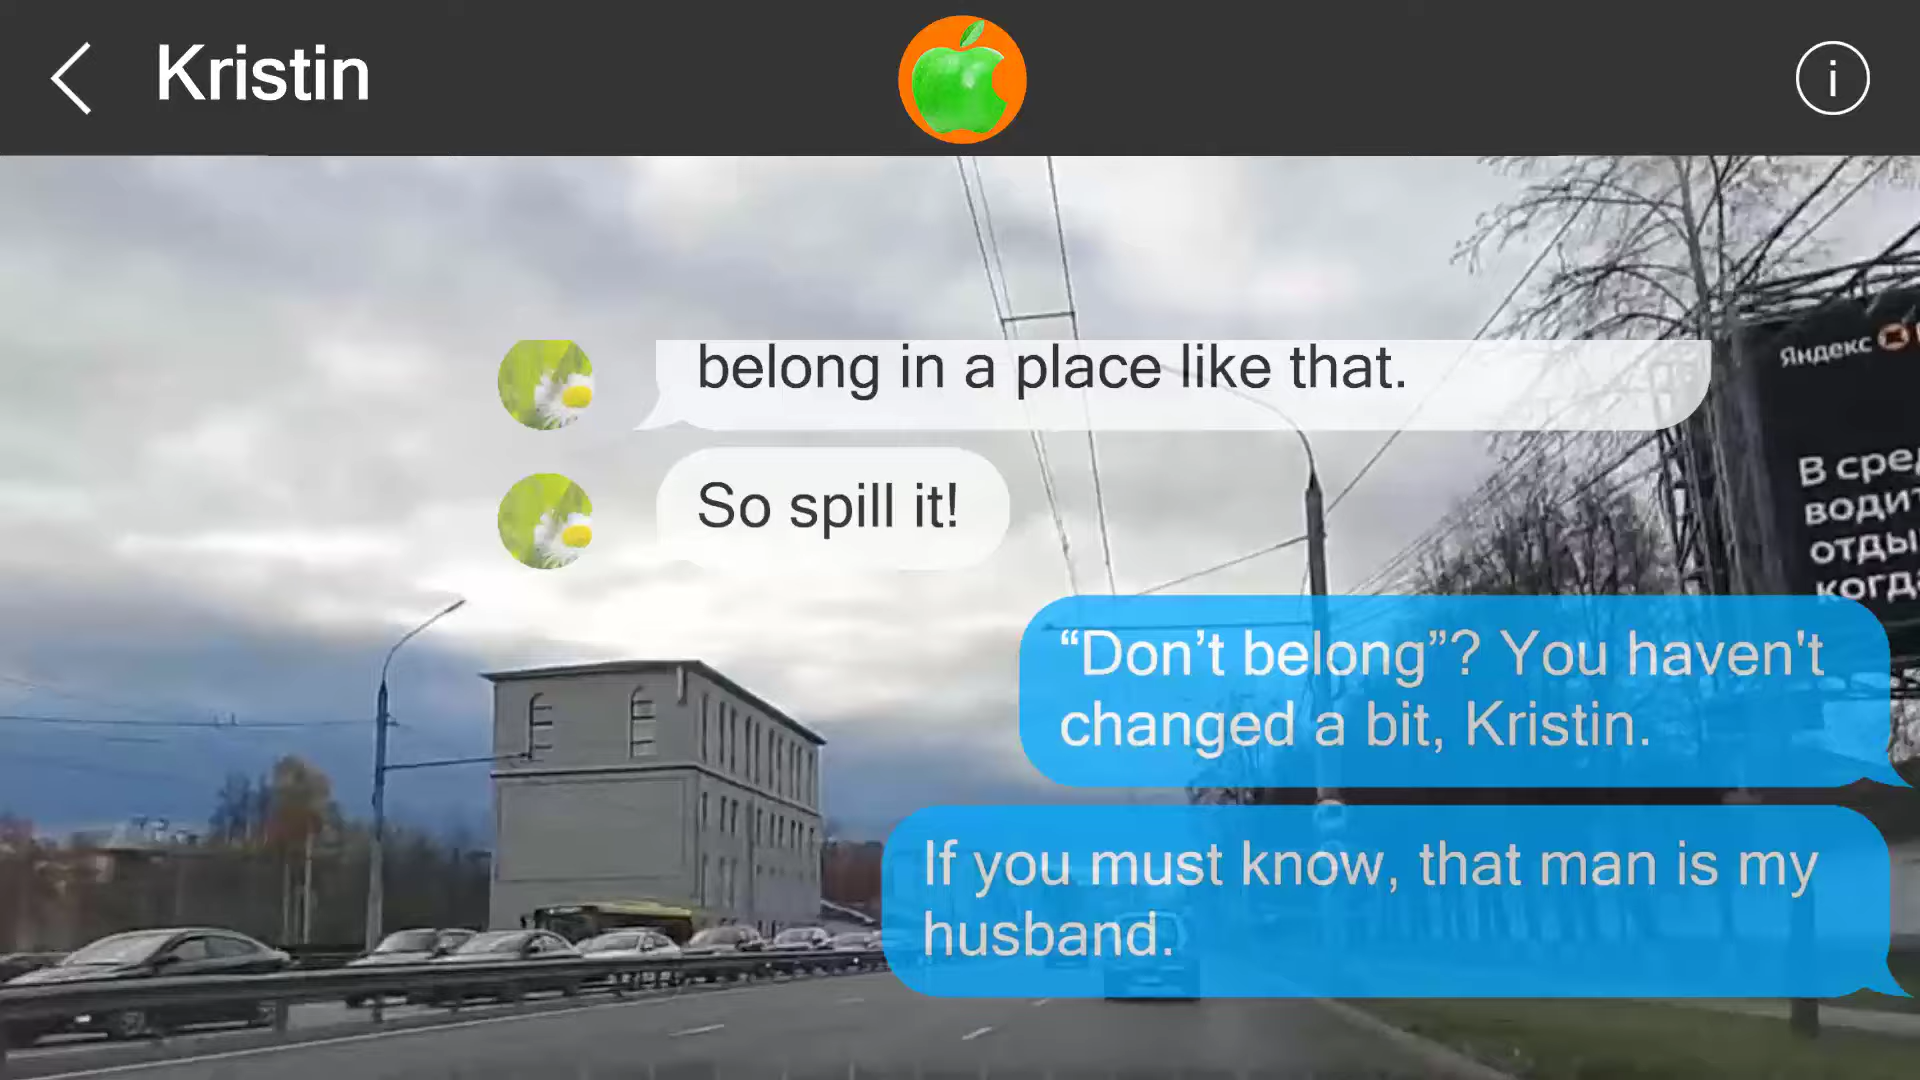 Kristin
i
belong in a place like that.
So spill it!
“Don’t belong”? You haven't
changed a bit, Kristin.
If you must know, that man is my
husband.
Яндекс
В сре
води
отды
когда